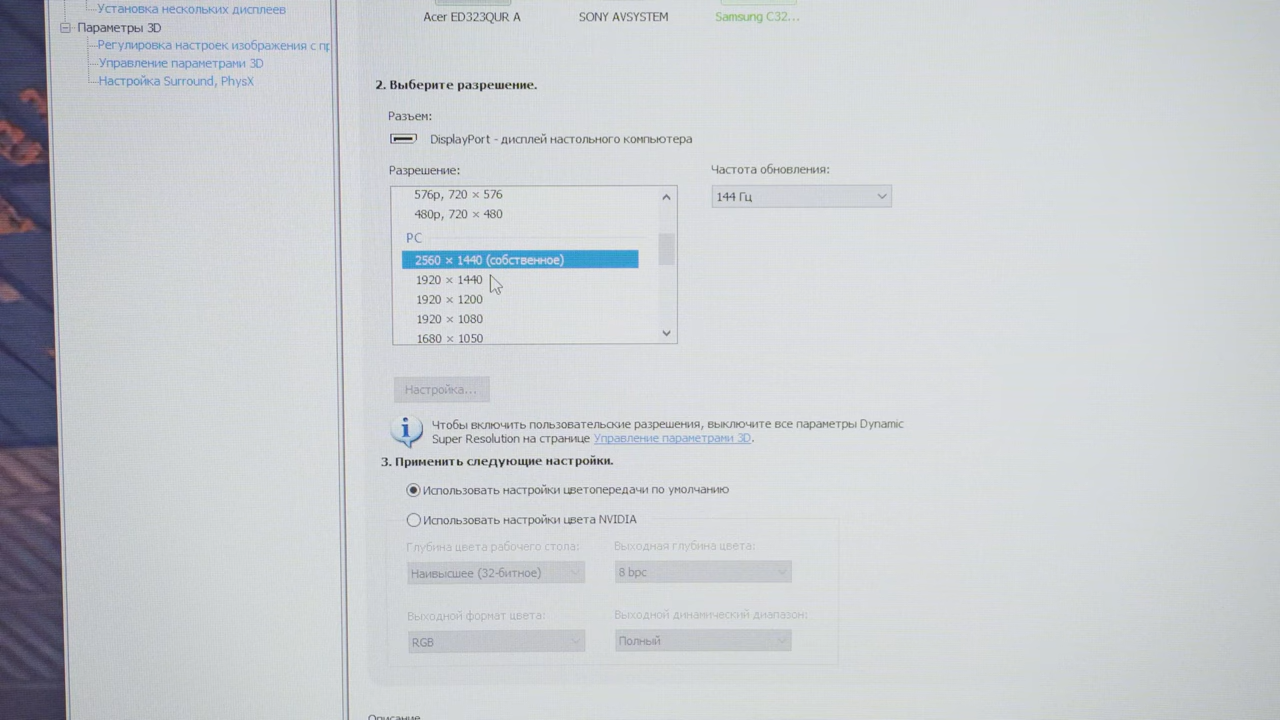 Установка нескольких дисплеев
Параметры 3D
Регулировка настроек изображения с пр
Управление параметрами 3D
Настройка Surround, PhysX
Acer ED323QUR A
SONY AVSYSTEM
Samsung C32...
2. Выберите разрешение.
Разъем:
DisplayPort - дисплей настольного компьютера
Разрешение:
Частота обновления:
576p, 720 × 576
480p, 720 × 480
PC
2560 × 1440 (собственное)
1920 × 1440
1920 × 1200
1920 × 1080
1680 × 1050
144 Гц
Настройка...
Чтобы включить пользовательские разрешения, выключите все параметры Dynamic
Super Resolution на странице Управление параметрами 3D.
3. Применить следующие настройки.
Использовать настройки цветопередачи по умолчанию
Использовать настройки цвета NVIDIA
Глубина цвета рабочего стола:
Выходная глубина цвета:
Наивысшее (32-битное)
8 bpc
Выходной формат цвета:
Выходной динамический диапазон:
RGB
Полный
Описание